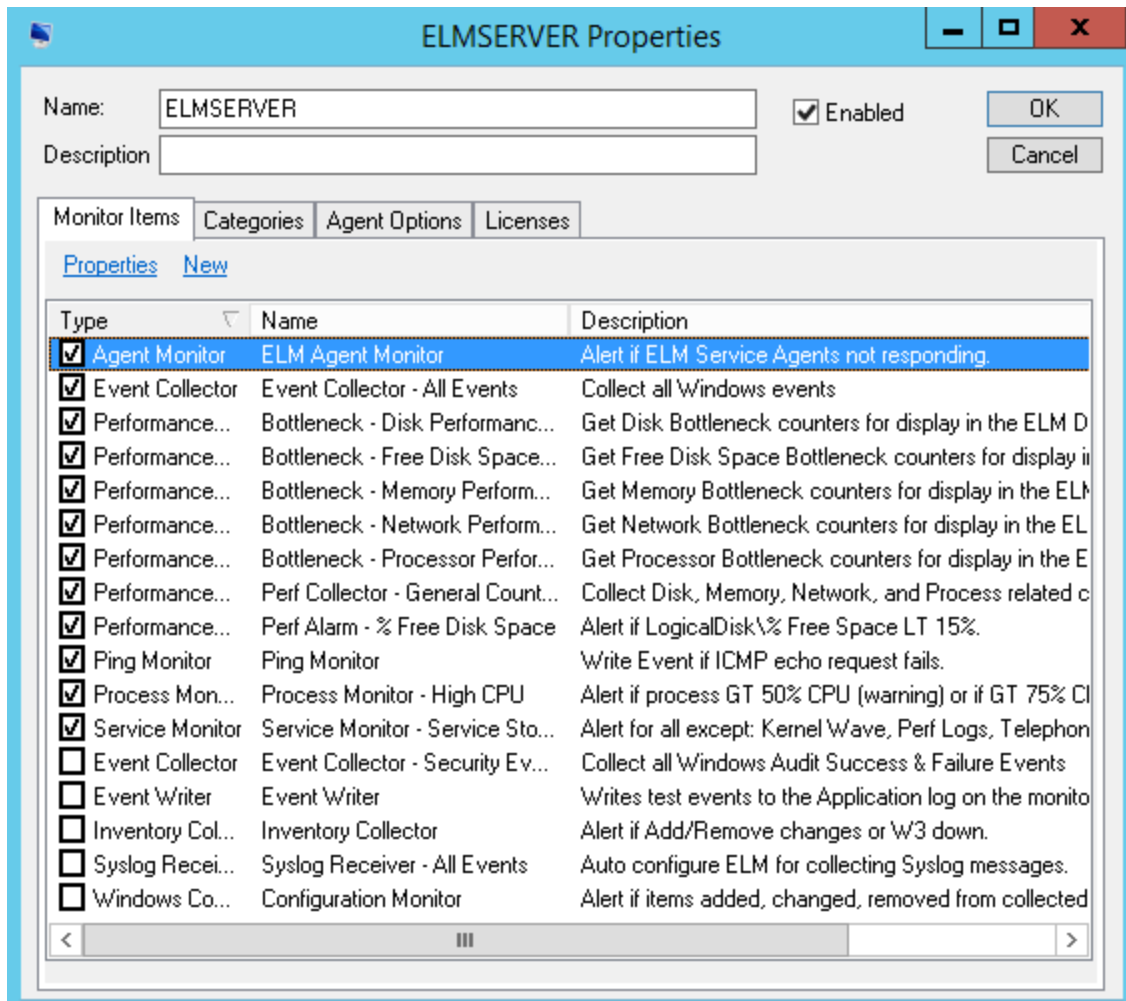 ELMSERVER Properties
Name: ELMSERVER Enabled OK
Description Cancel
Monitor Items Categories Agent Options Licenses
Properties New
Type Name Description
Agent Monitor ELM Agent Monitor Alert if ELM Service Agents not responding.
Event Collector Event Collector - All Events Collect all Windows events
Performance... Bottleneck - Disk Performanc... Get Disk Bottleneck counters for display in the ELM D
Performance... Bottleneck - Free Disk Space... Get Free Disk Space Bottleneck counters for display i
Performance... Bottleneck - Memory Perform... Get Memory Bottleneck counters for display in the EL
Performance... Bottleneck - Network Perform... Get Network Bottleneck counters for display in the EL
Performance... Bottleneck - Processor Perfor... Get Processor Bottleneck counters for display in the E
Performance... Perf Collector - General Count... Collect Disk, Memory, Network, and Process related c
Performance... Perf Alarm - % Free Disk Space Alert if LogicalDisk\% Free Space LT 15%.
Ping Monitor Ping Monitor Write Event if ICMP echo request fails.
Process Mon... Process Monitor - High CPU Alert if process GT 50% CPU (warning) or if GT 75% C
Service Monitor Service Monitor - Service Sto... Alert for all except: Kernel Wave, Perf Logs, Telephon
Event Collector Event Collector - Security Ev... Collect all Windows Audit Success & Failure Events
Event Writer Event Writer Writes test events to the Application log on the monito
Inventory Col... Inventory Collector Alert if Add/Remove changes or W3 down.
Syslog Recei... Syslog Receiver - All Events Auto configure ELM for collecting Syslog messages.
Windows Co... Configuration Monitor Alert if items added, changed, removed from collected